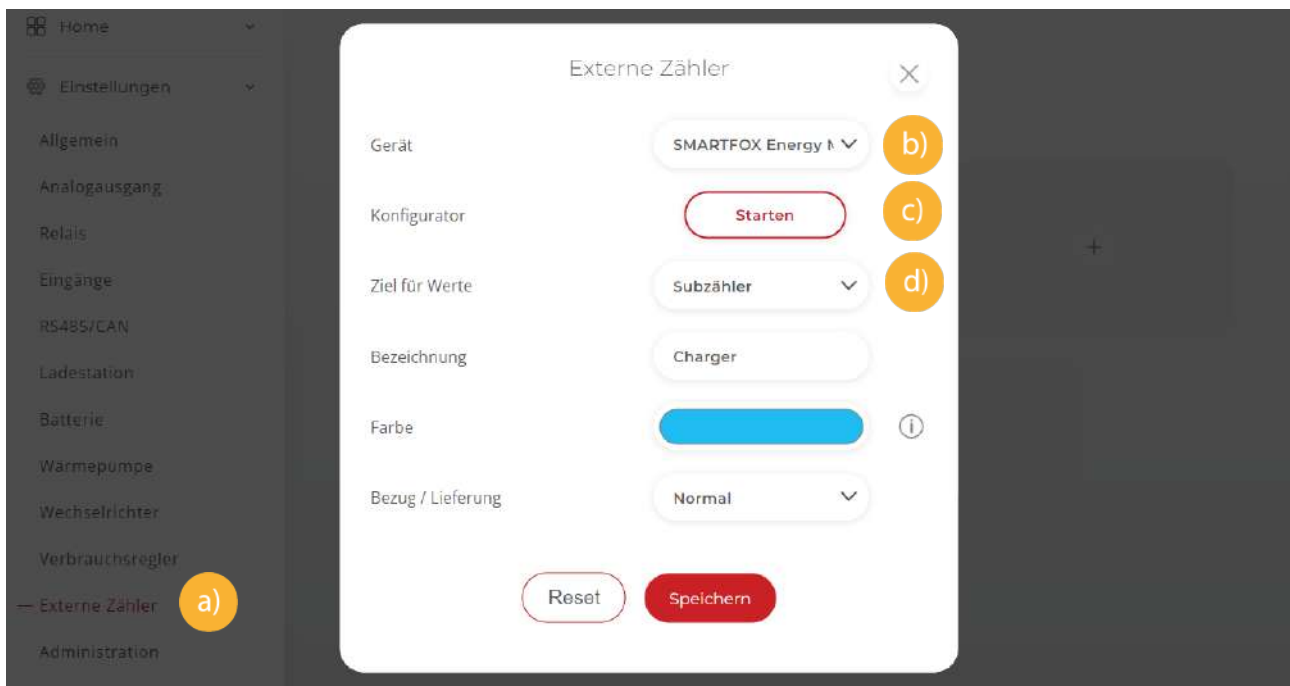 Home
Einstellungen
Allgemein
Analogausgang
Relais
Eingänge
RS485/CAN
Ladestation
Batterie
Wärmepumpe
Wechselrichter
Verbrauchsregler
Externe Zähler a)
Administration
Externe Zähler
Gerät SMARTFOX Energy M b)
Konfigurator Starten c)
Ziel für Werte Subzähler d)
Bezeichnung Charger
Farbe
Bezug / Lieferung Normal
Reset Speichern